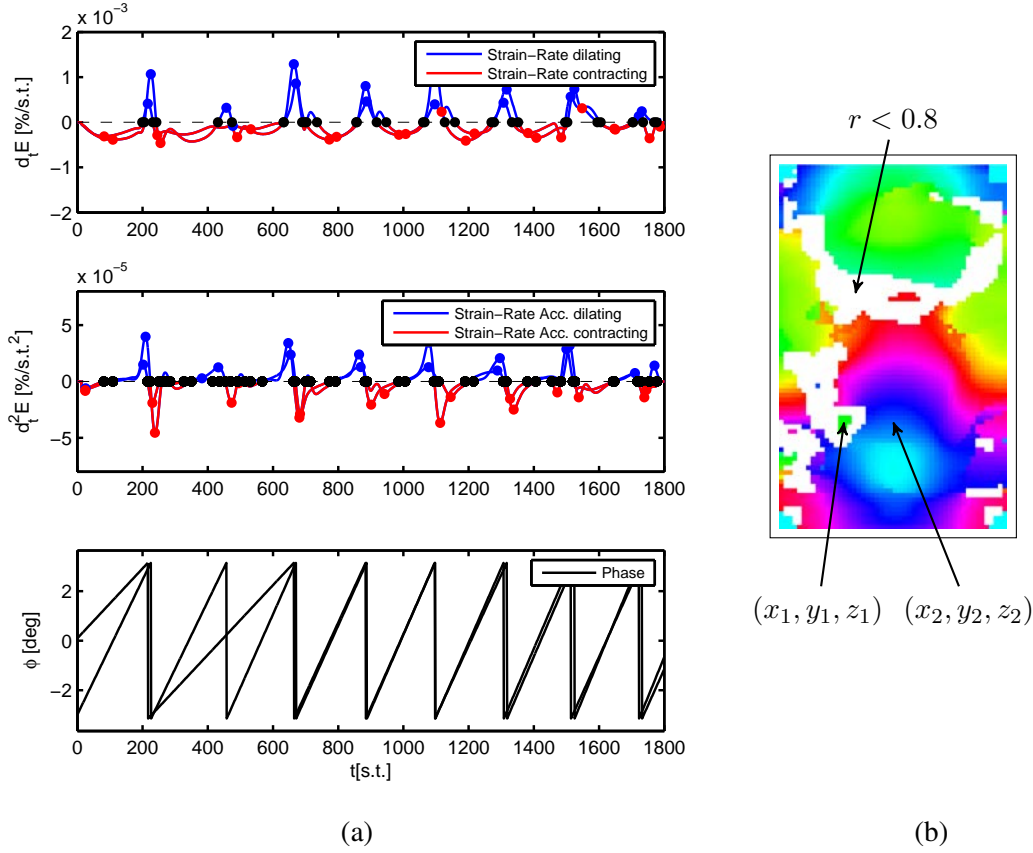 x 10−3
2
1
0
−1
−2
dtE [%/s.t.]
Strain−Rate dilating
Strain−Rate contracting
0 200 400 600 800 1000 1200 1400 1600 1800
x 10−5
5
0
−5
d2tE [%/s.t.2]
Strain−Rate Acc. dilating
Strain−Rate Acc. contracting
0 200 400 600 800 1000 1200 1400 1600 1800
2
0
−2
ϕ [deg]
Phase
0 200 400 600 800 1000 1200 1400 1600 1800
t[s.t.]
(a)
r < 0.8
(x1, y1, z1) (x2, y2, z2)
(b)